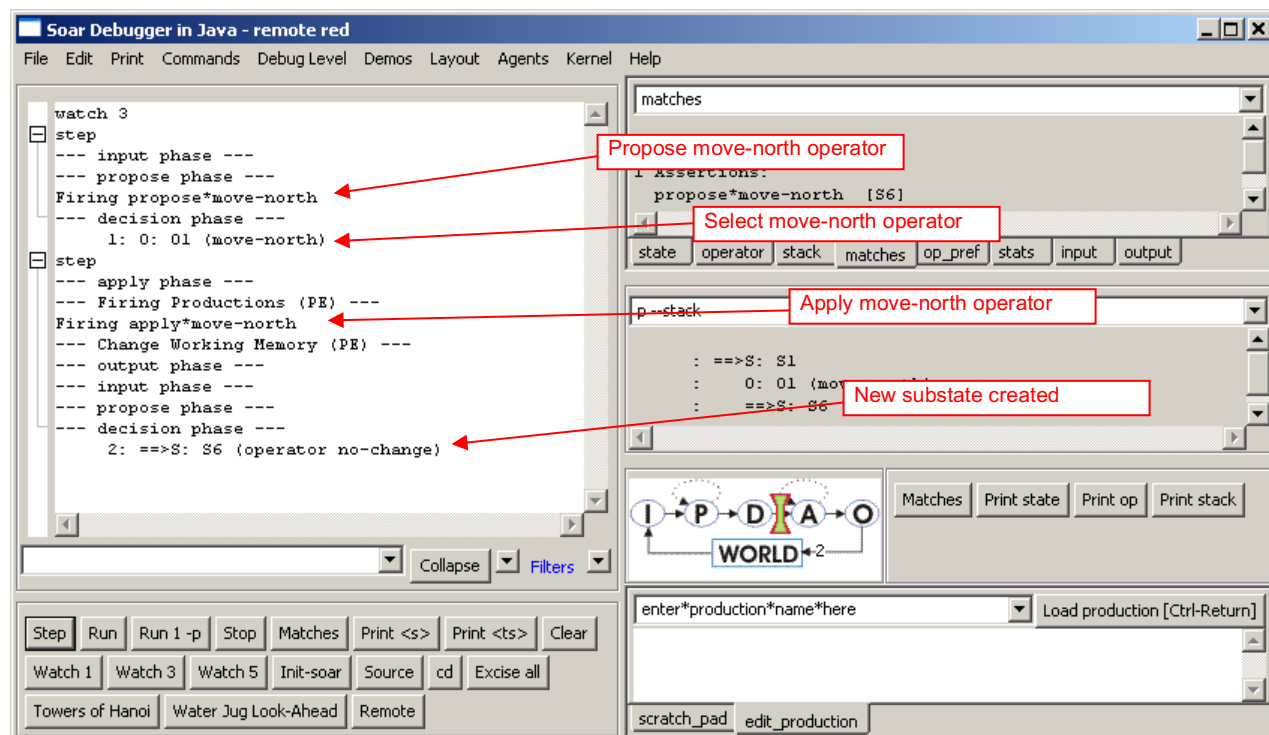 Soar Debugger in Java - remote red
File Edit Print Commands Debug Level Demos Layout Agents Kernel Help
watch 3
step
--- input phase ---
--- propose phase ---
Firing propose*move-north
--- decision phase ---
1: O: O1 (move-north)
step
--- apply phase ---
--- Firing Productions (PE) ---
Firing apply*move-north
--- Change Working Memory (PE) ---
--- output phase ---
--- input phase ---
--- propose phase ---
--- decision phase ---
2: ==>S: S6 (operator no-change)
Propose move-north operator
Select move-north operator
Apply move-north operator
New substate created
Collapse Filters
Step Run Run 1 -p Stop Matches Print <s> Print <ts> Clear
Watch 1 Watch 3 Watch 5 Init-soar Source cd Excise all
Towers of Hanoi Water Jug Look-Ahead Remote
matches
1 Assertions:
propose*move-north [S6]
state operator stack matches op_pref stats input output
p --stack
: ==>S: S1
: O: O1 (mo
: ==>S: S6
I P D A O
WORLD 2
Matches Print state Print op Print stack
enter*production*name*here Load production [Ctrl-Return]
scratch_pad edit_production